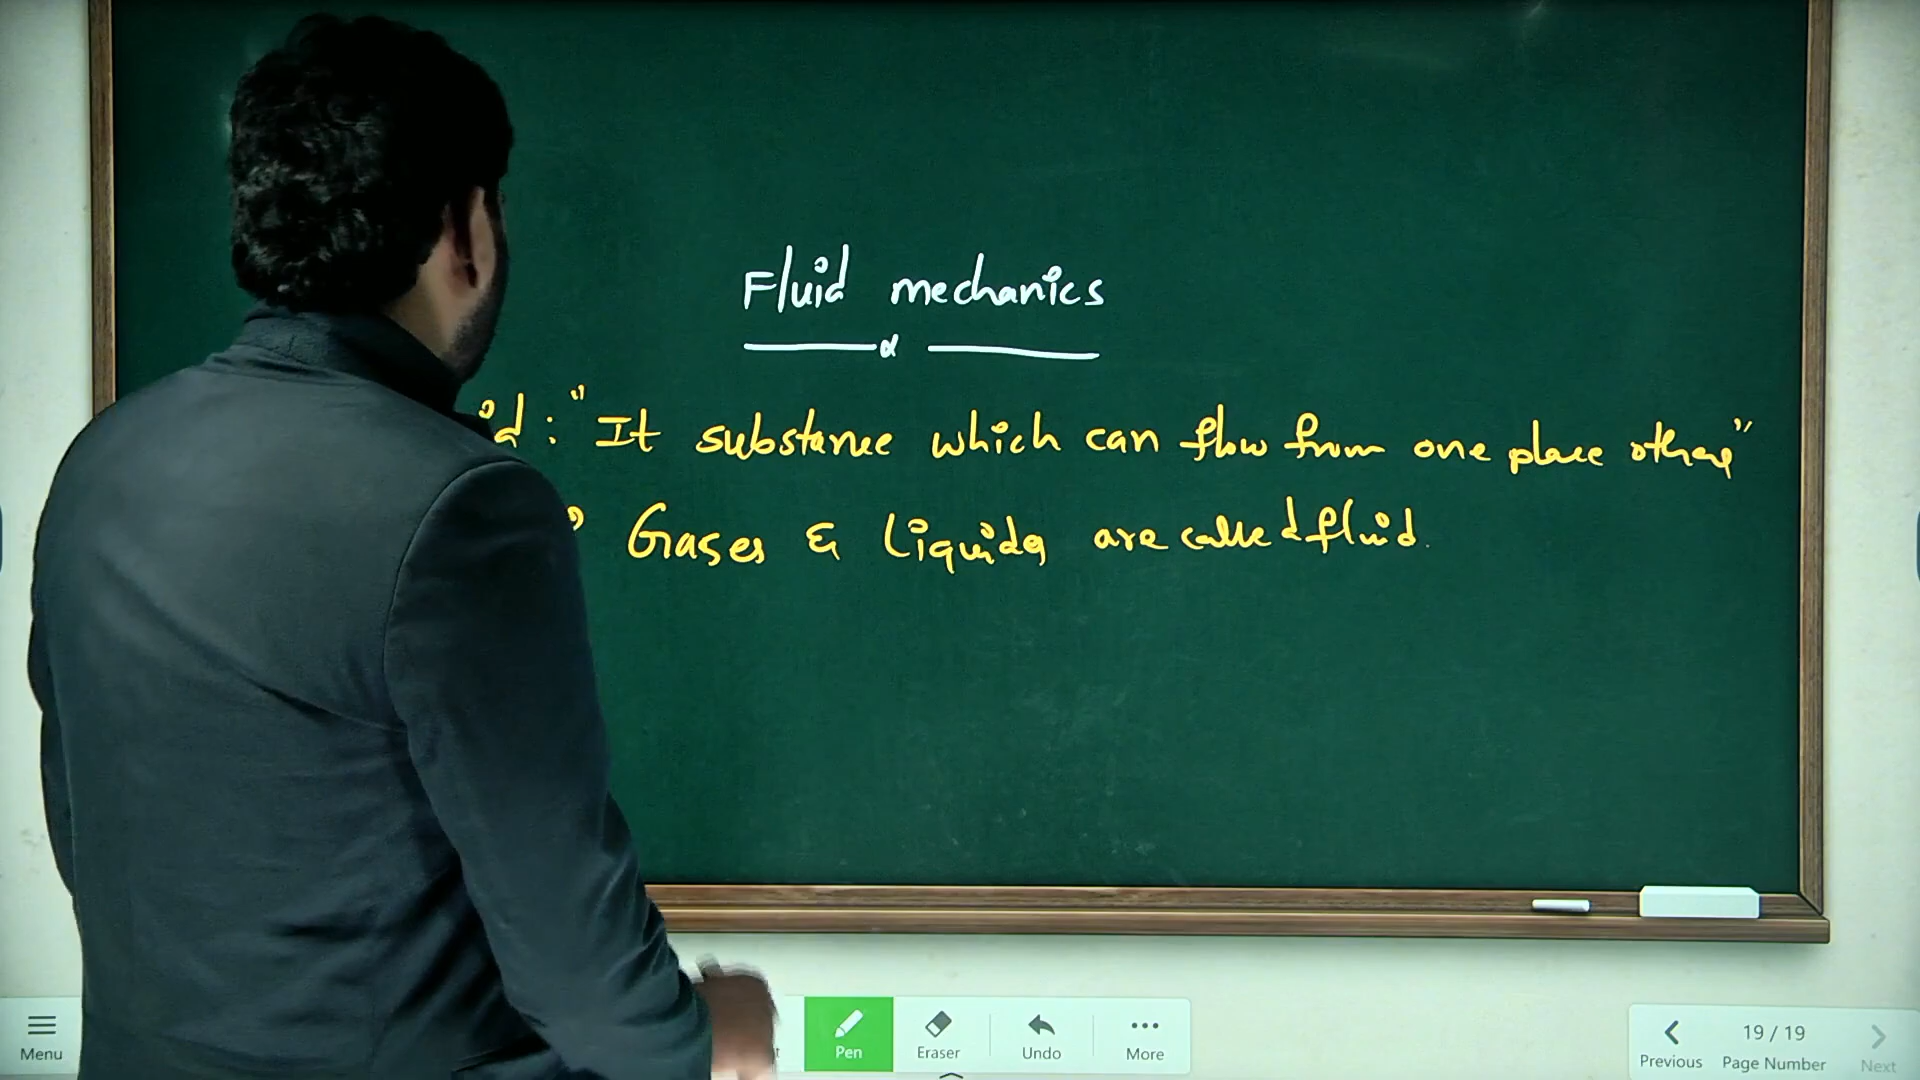 Fluid mechanics
id : "It substance which can flow from one place other"
Gases & Liquids are called fluid.
Menu
Pen
Eraser
Undo
More
Previous
19 / 19
Page Number
Next